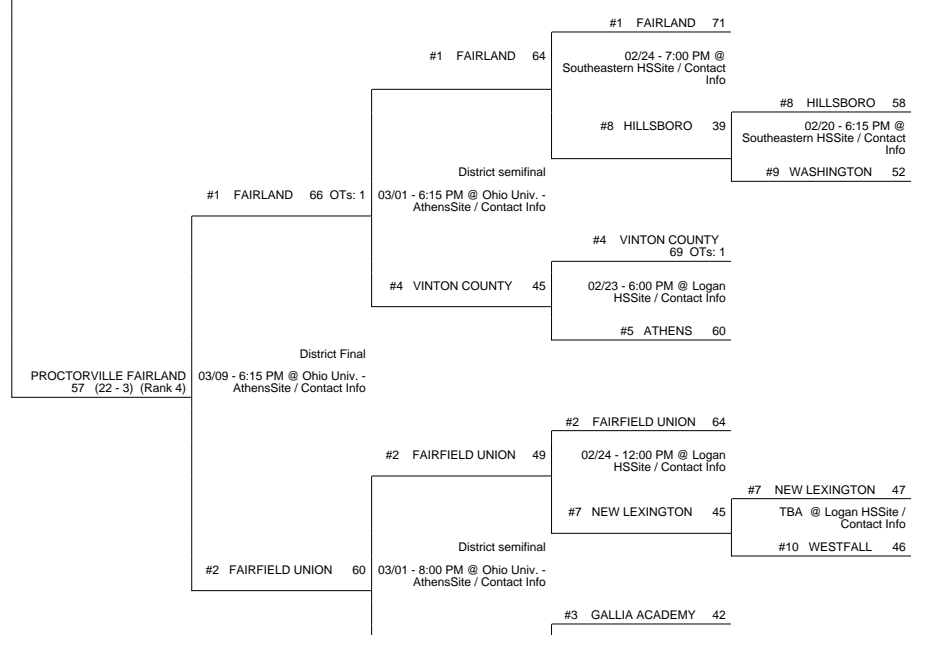 #1 FAIRLAND 71
#1 FAIRLAND 64
02/24 - 7:00 PM @
Southeastern HSSite / Contact
Info
#8 HILLSBORO 58
#8 HILLSBORO 39
02/20 - 6:15 PM @
Southeastern HSSite / Contact
Info
District semifinal
#9 WASHINGTON 52
#1 FAIRLAND 66 OTs: 1
03/01 - 6:15 PM @ Ohio Univ. -
AthensSite / Contact Info
#4 VINTON COUNTY
69 OTs: 1
#4 VINTON COUNTY 45
02/23 - 6:00 PM @ Logan
HSSite / Contact Info
#5 ATHENS 60
District Final
PROCTORVILLE FAIRLAND
57 (22 - 3) (Rank 4)
03/09 - 6:15 PM @ Ohio Univ. -
AthensSite / Contact Info
#2 FAIRFIELD UNION 64
#2 FAIRFIELD UNION 49
02/24 - 12:00 PM @ Logan
HSSite / Contact Info
#7 NEW LEXINGTON 47
#7 NEW LEXINGTON 45
TBA @ Logan HSSite /
Contact Info
District semifinal
#10 WESTFALL 46
#2 FAIRFIELD UNION 60
03/01 - 8:00 PM @ Ohio Univ. -
AthensSite / Contact Info
#3 GALLIA ACADEMY 42